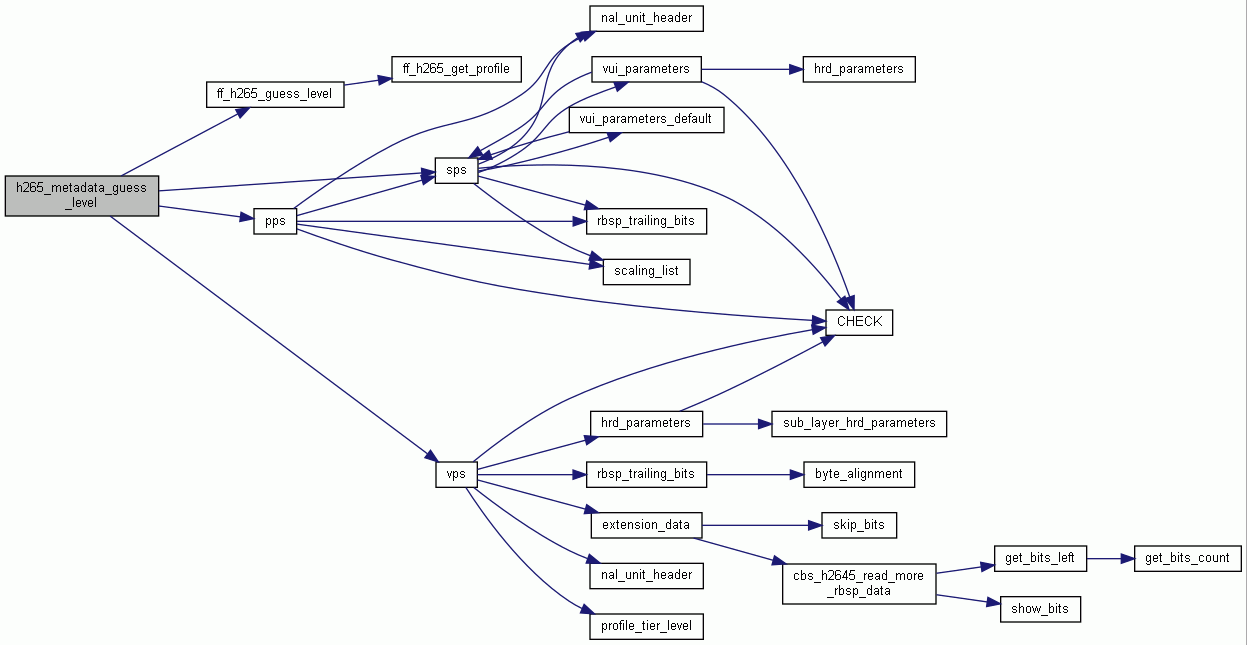 nal_unit_header
ff_h265_get_profile
vui_parameters
hrd_parameters
ff_h265_guess_level
vui_parameters_default
sps
h265_metadata_guess
_level
pps
rbsp_trailing_bits
scaling_list
CHECK
hrd_parameters
sub_layer_hrd_parameters
vps
rbsp_trailing_bits
byte_alignment
extension_data
skip_bits
get_bits_left
get_bits_count
nal_unit_header
cbs_h2645_read_more
_rbsp_data
show_bits
profile_tier_level